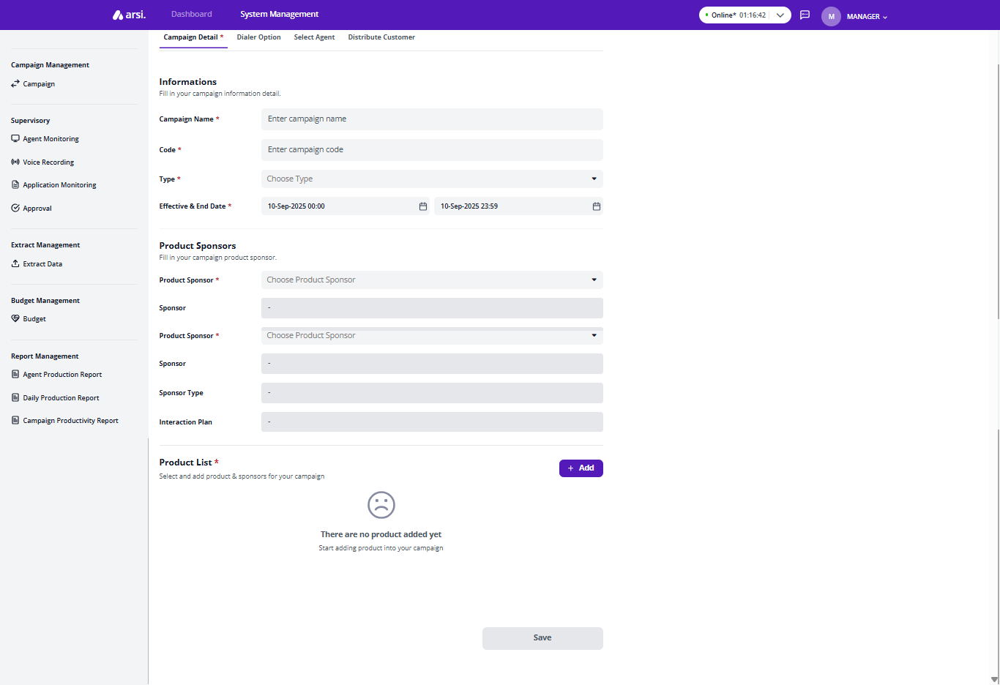 arsi.
Dashboard
System Management
Online* 01:16:42
M
MANAGER
Campaign Management
Campaign
Supervisory
Agent Monitoring
Voice Recording
Application Monitoring
Approval
Extract Management
Extract Data
Budget Management
Budget
Report Management
Agent Production Report
Daily Production Report
Campaign Productivity Report
Campaign Detail *
Dialer Option
Select Agent
Distribute Customer
Informations
Fill in your campaign information detail.
Campaign Name *
Enter campaign name
Code *
Enter campaign code
Type *
Choose Type
Effective & End Date *
10-Sep-2025 00:00
10-Sep-2025 23:59
Product Sponsors
Fill in your campaign product sponsor.
Product Sponsor *
Choose Product Sponsor
Sponsor
-
Product Sponsor *
Choose Product Sponsor
Sponsor
-
Sponsor Type
-
Interaction Plan
-
Product List *
Select and add product & sponsors for your campaign
+ Add
There are no product added yet
Start adding product into your campaign
Save